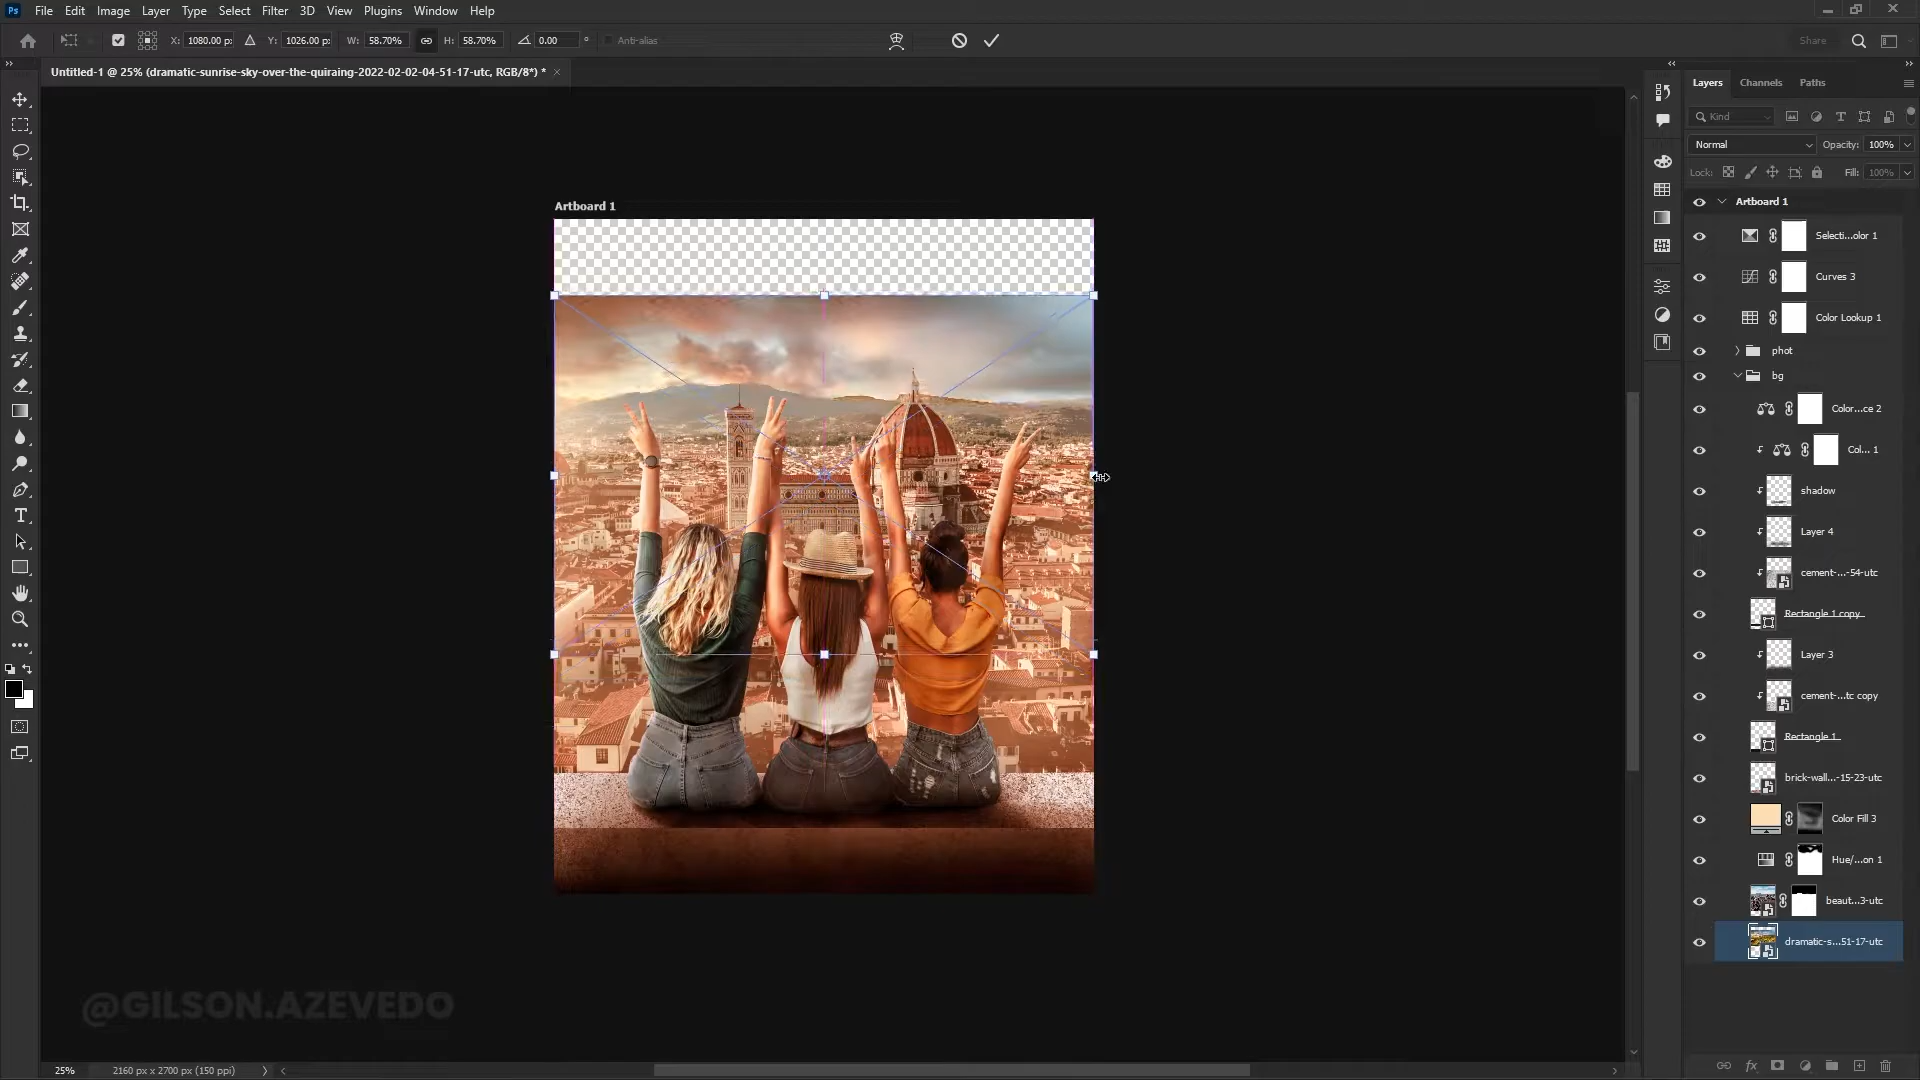 Ps File Edit Image Layer Type Select Filter 3D View Plugins Window Help
X: 1080.00 p: Y: 1026.00 p: W: 58.70% H: 58.70% 0.00 ° Anti-alias Share
Untitled-1 @ 25% (dramatic-sunrise-sky-over-the-quiraing-2022-02-02-04-51-17-utc, RGB/8*) * ×
Layers Channels Paths
Kind
Normal Opacity: 100%
Lock: Fill: 100%
Artboard 1
Artboard 1
Selecti...olor 1
Curves 3
Color Lookup 1
phot
bg
Color...ce 2
Col... 1
shadow
Layer 4
cement-...-54-utc
Rectangle 1 copy
Layer 3
cement-...tc copy
Rectangle 1
brick-wall...-15-23-utc
Color Fill 3
Hue/...on 1
beaut...3-utc
dramatic-s...51-17-utc
@GILSON.AZEVEDO
25% 2160 px x 2700 px (150 ppi)